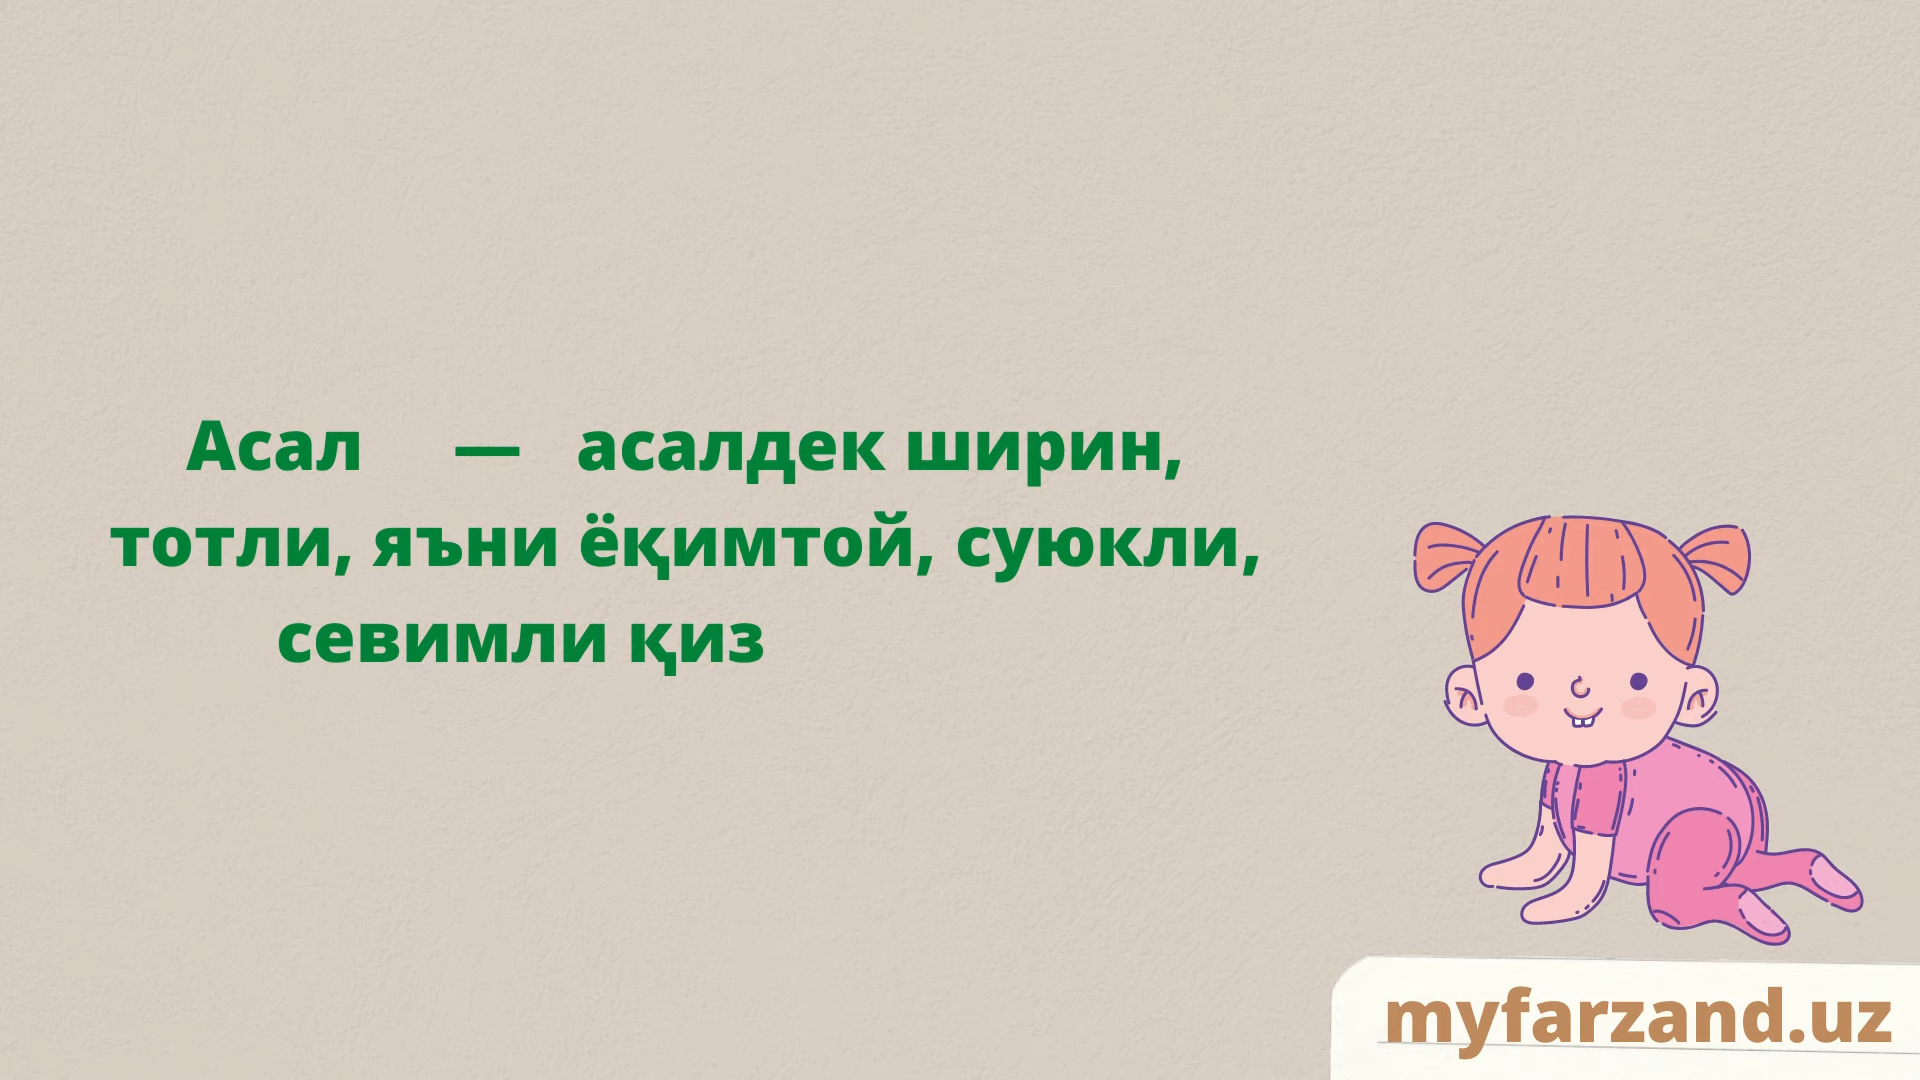 Асал — асалдек ширин,
тотли, яъни ёқимтой, суюкли,
севимли қиз
myfarzand.uz